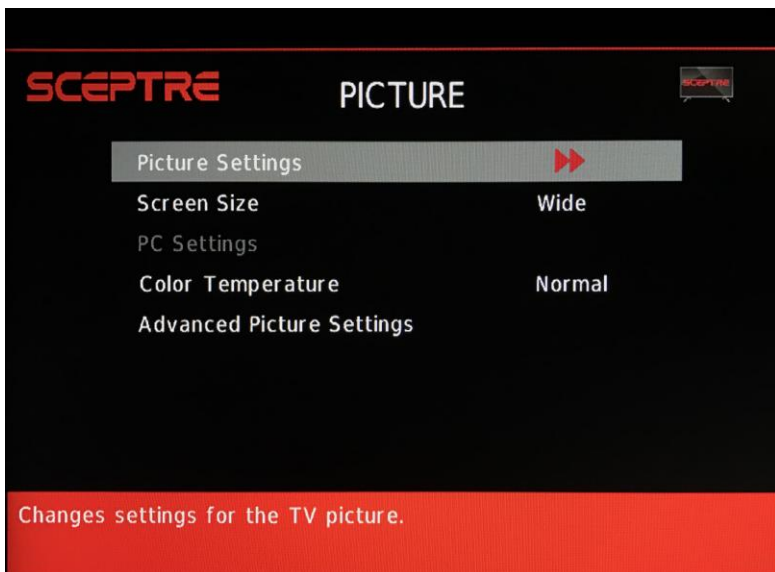 SCEPTRE PICTURE SCEPTRE
Picture Settings
Screen Size Wide
PC Settings
Color Temperature Normal
Advanced Picture Settings
Changes settings for the TV picture.